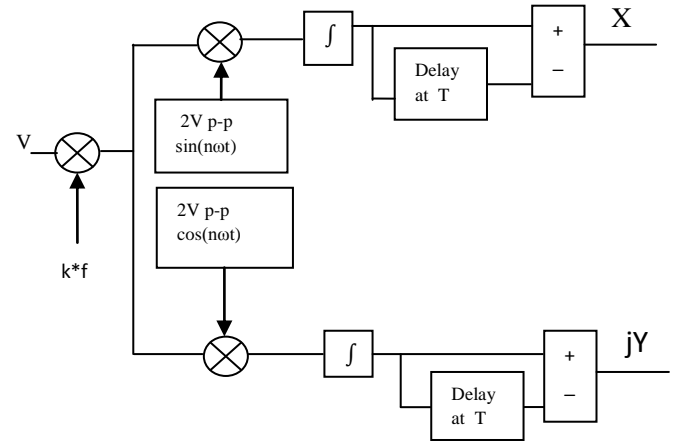 X
∫
+
−
Delay
at T
2V p-p
sin(nωt)
V
2V p-p
cos(nωt)
k*f
∫
jY
+
−
Delay
at T